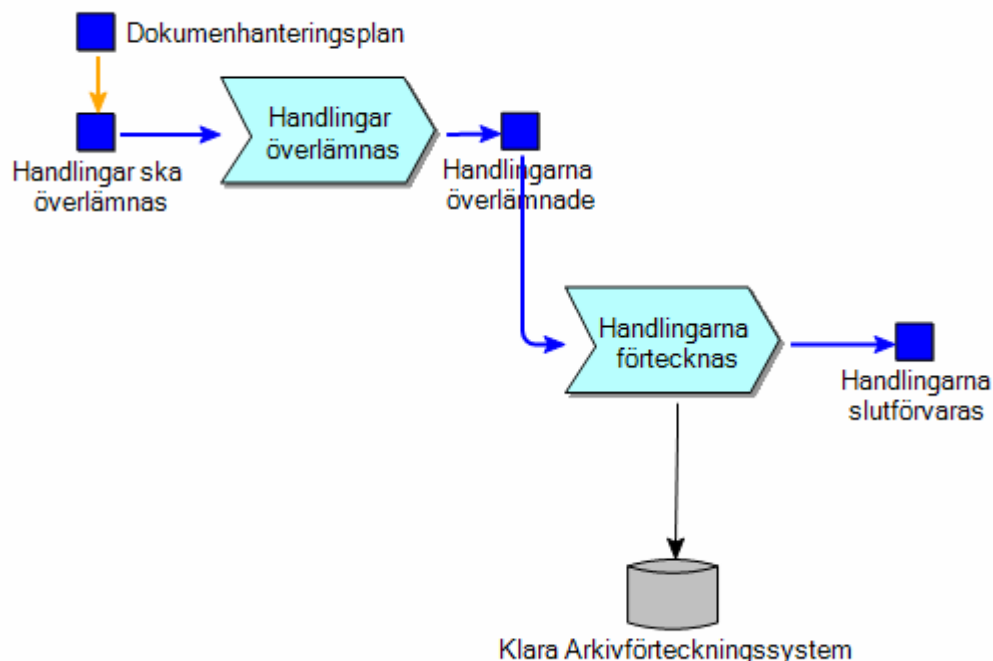 Dokumenhanteringsplan
Handlingar ska
överlämnas
Handlingar
överlämnas
Handlingarna
överlämnade
Handlingarna
förtecknas
Handlingarna
slutförvaras
Klara Arkivförteckningssystem